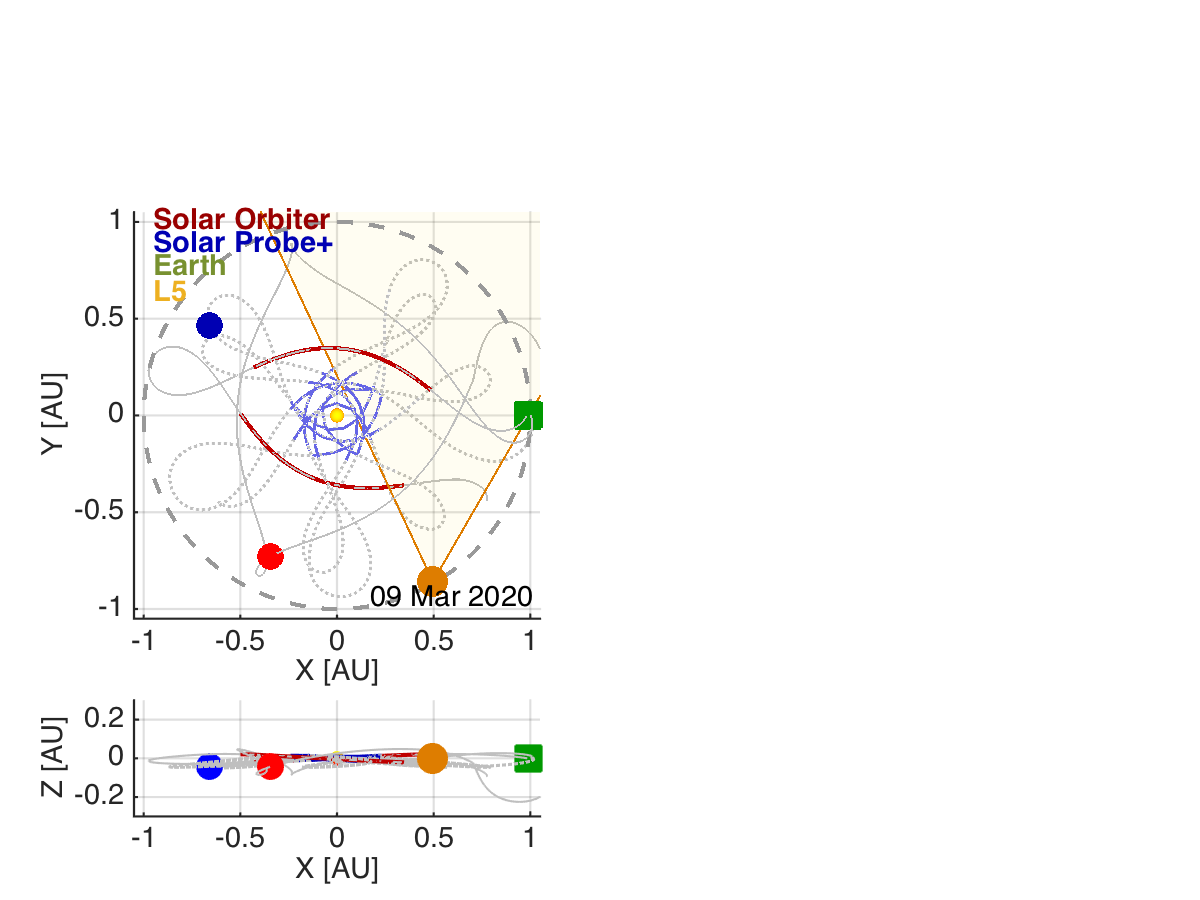 1
Solar Orbiter
Solar Probe+
Earth
L5
0.5
0
-0.5
-1
Y [AU]
09 Mar 2020
-1 -0.5 0 0.5 1
X [AU]
0.2
0
-0.2
Z [AU]
-1 -0.5 0 0.5 1
X [AU]